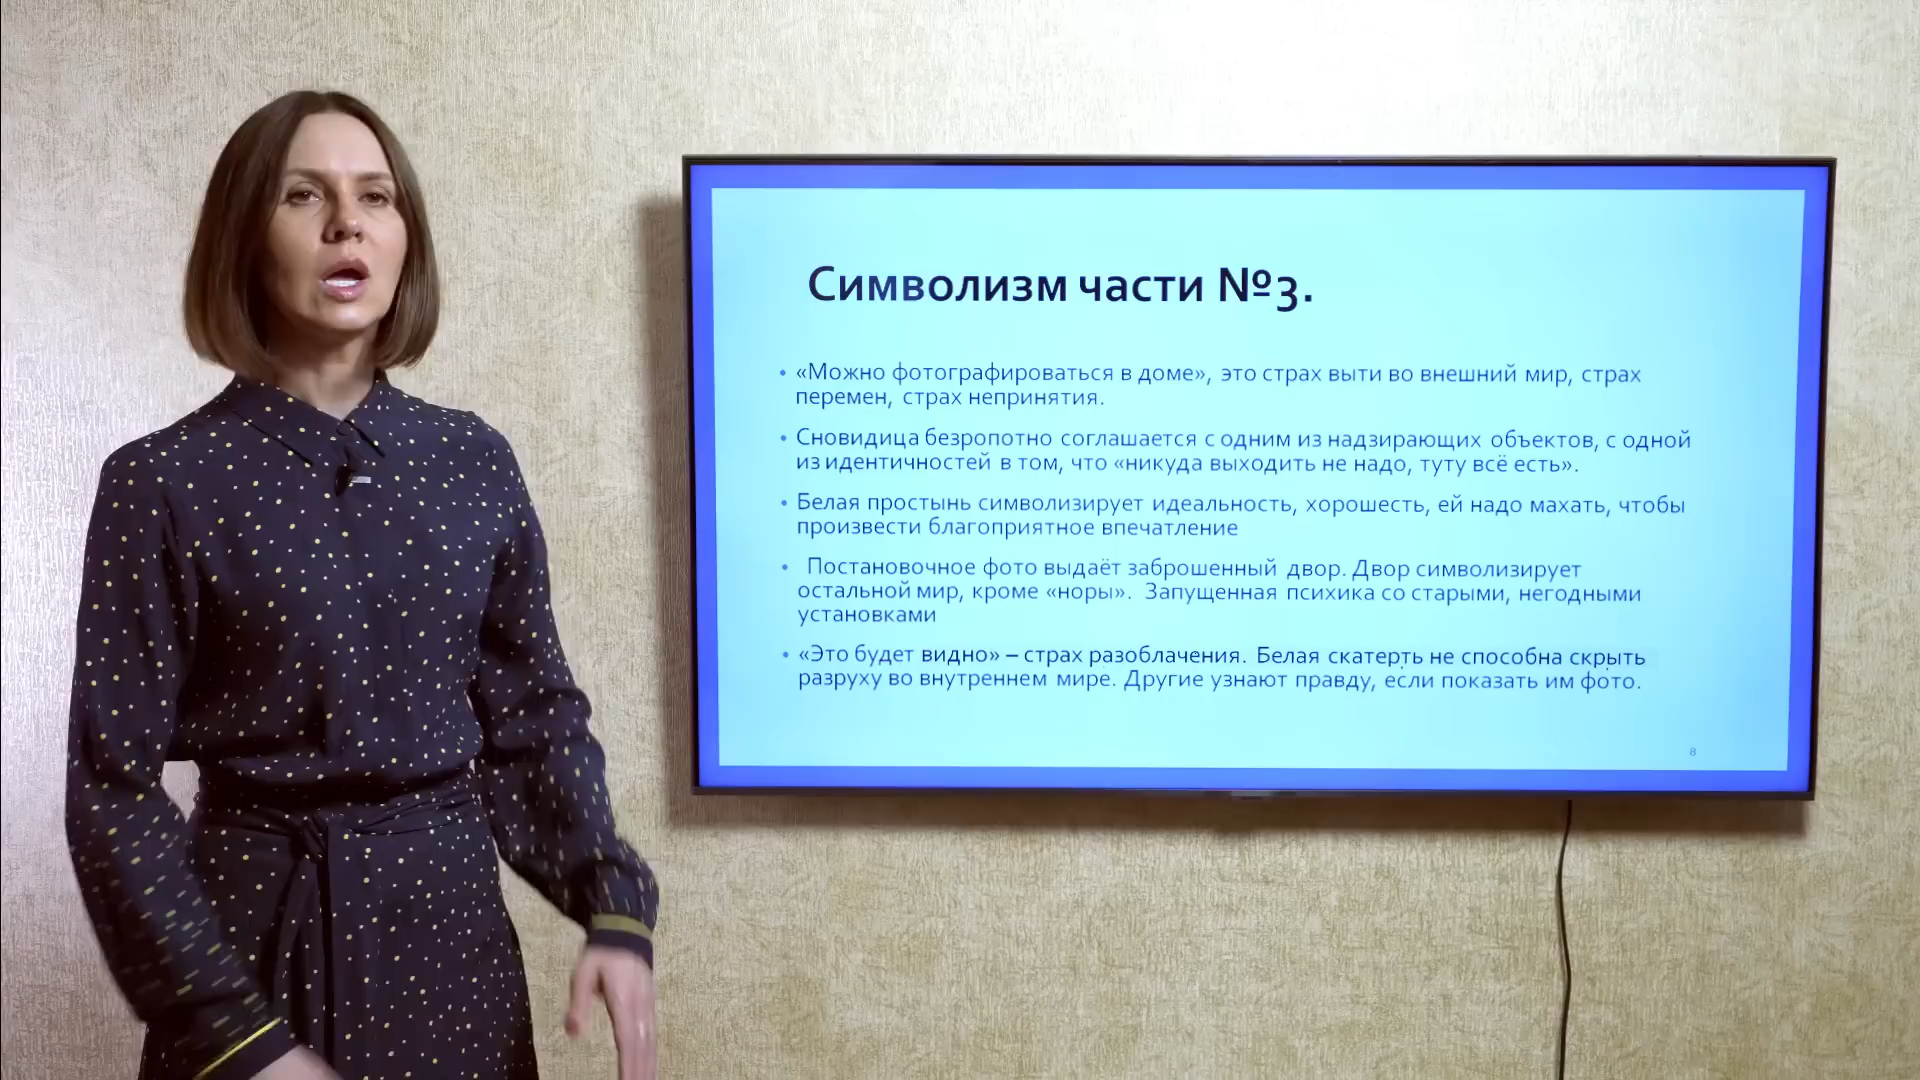 Символизм части №3.
• «Можно фотографироваться в доме», это страх выти во внешний мир, страх
перемен, страх непринятия.
• Сновидица безропотно соглашается с одним из надзирающих объектов, с одной
из идентичностей в том, что «никуда выходить не надо, туту всё есть».
• Белая простынь символизирует идеальность, хорошесть, ей надо махать, чтобы
произвести благоприятное впечатление
• Постановочное фото выдаёт заброшенный двор. Двор символизирует
остальной мир, кроме «норы». Запущенная психика со старыми, негодными
установками
• «Это будет видно» – страх разоблачения. Белая скатерть не способна скрыть
разруху во внутреннем мире. Другие узнают правду, если показать им фото.
8